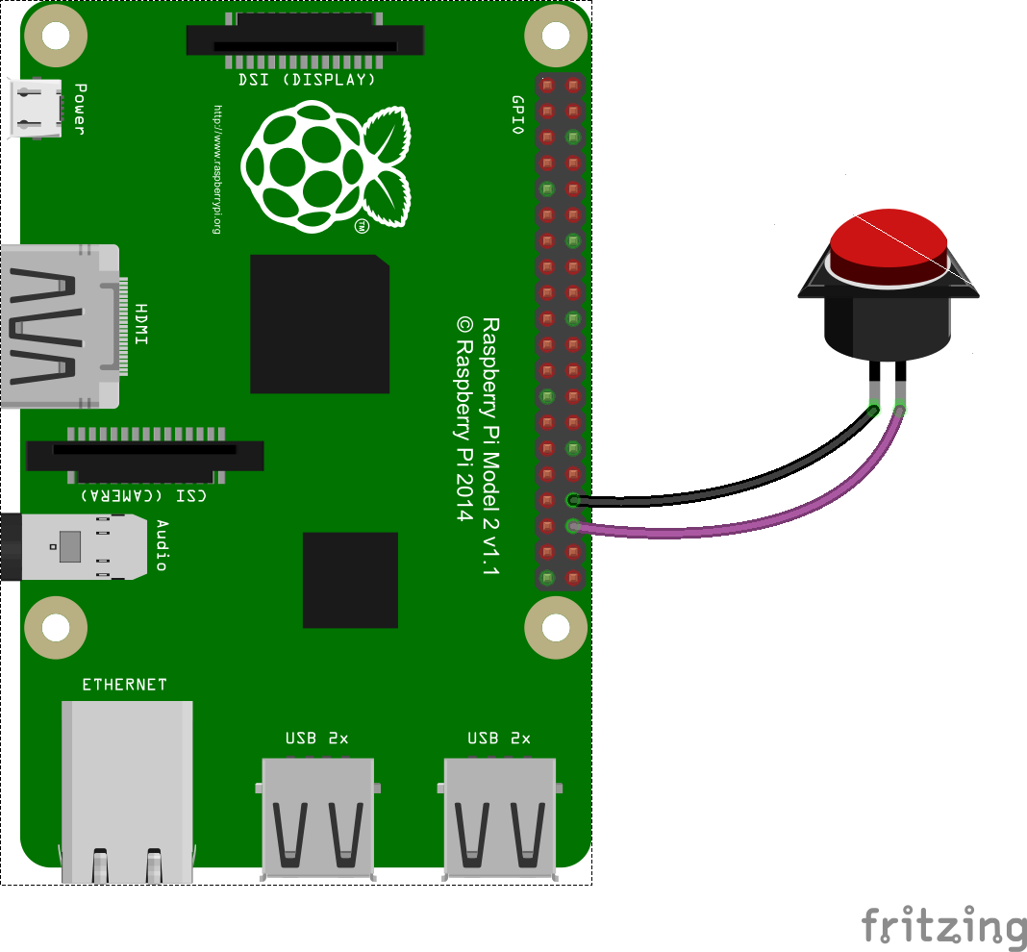 DSI (DISPLAY)
Power
http://www.raspberrypi.org
GPIO
TM
HDMI
Raspberry Pi Model 2 v1.1
© Raspberry Pi 2014
CSI (CAMERA)
Audio
ETHERNET
USB 2x
USB 2x
fritzing